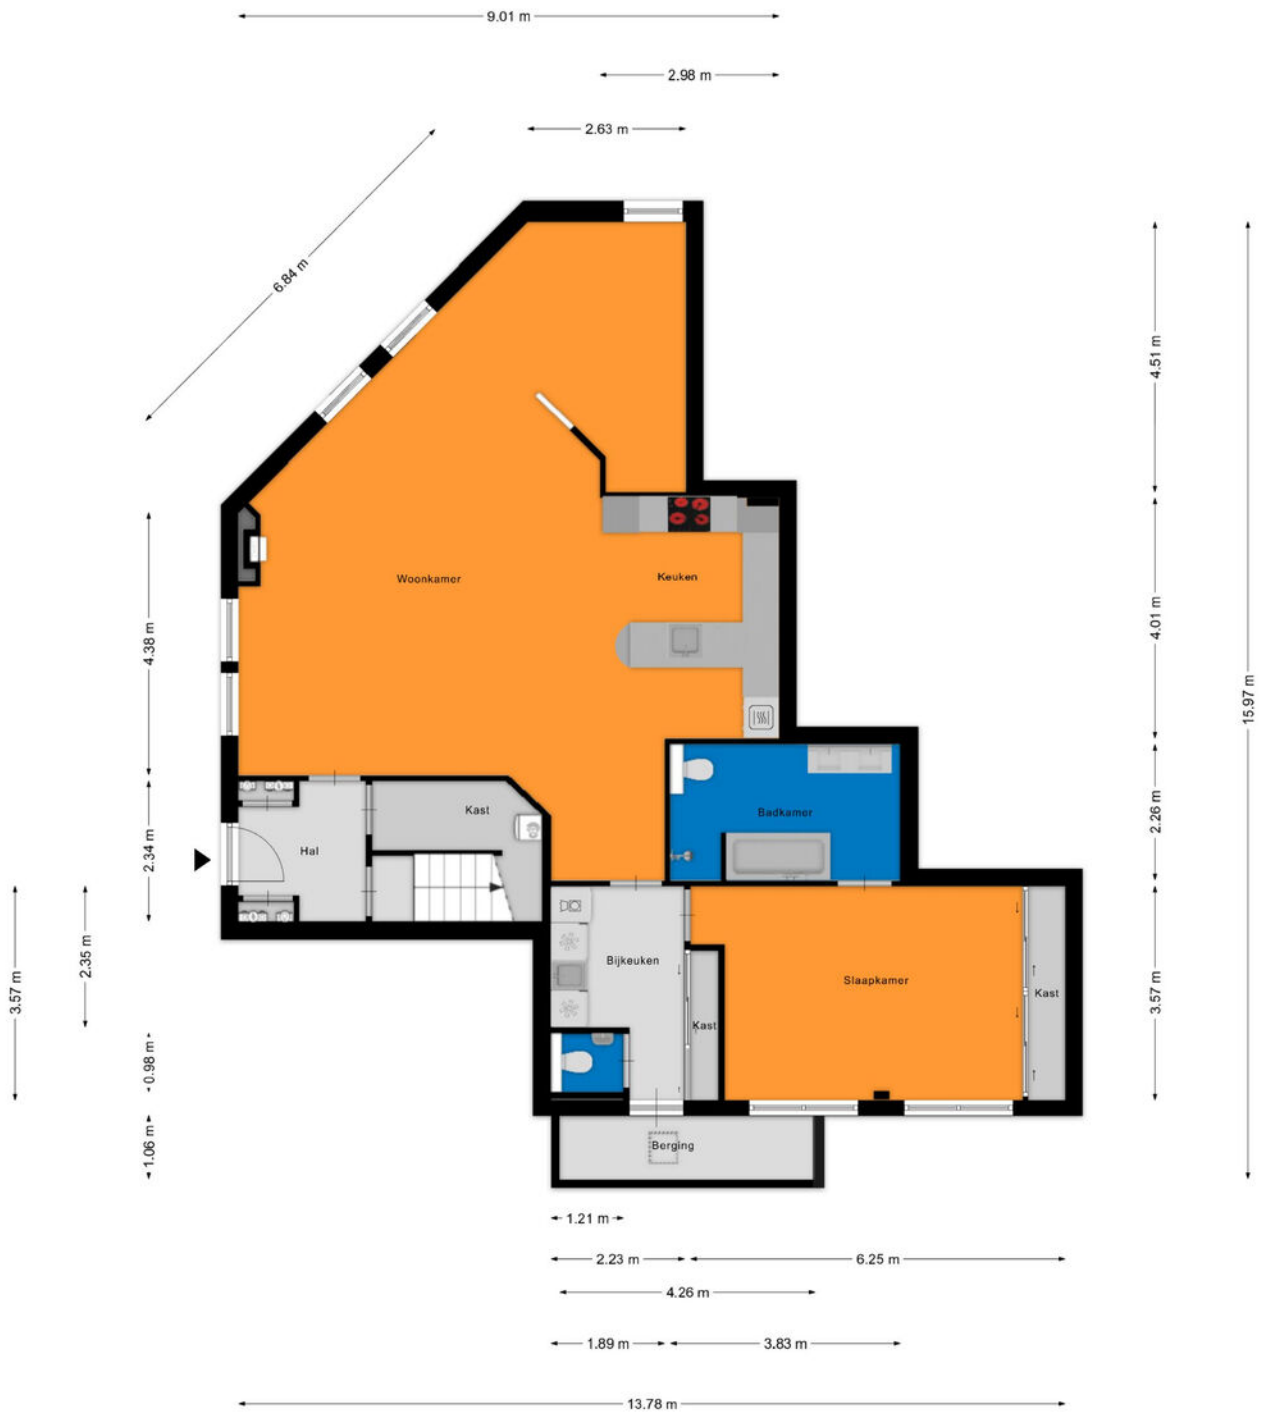 9.01 m
2.98 m
2.63 m
6.84 m
4.51 m
15.97 m
Woonkamer
Keuken
4.38 m
4.01 m
Kast
Badkamer
2.26 m
2.34 m
Hal
2.35 m
3.57 m
Bijkeuken
Slaapkamer
Kast
3.57 m
Kast
0.98 m
1.06 m
Berging
1.21 m
2.23 m
6.25 m
4.26 m
1.89 m
3.83 m
13.78 m